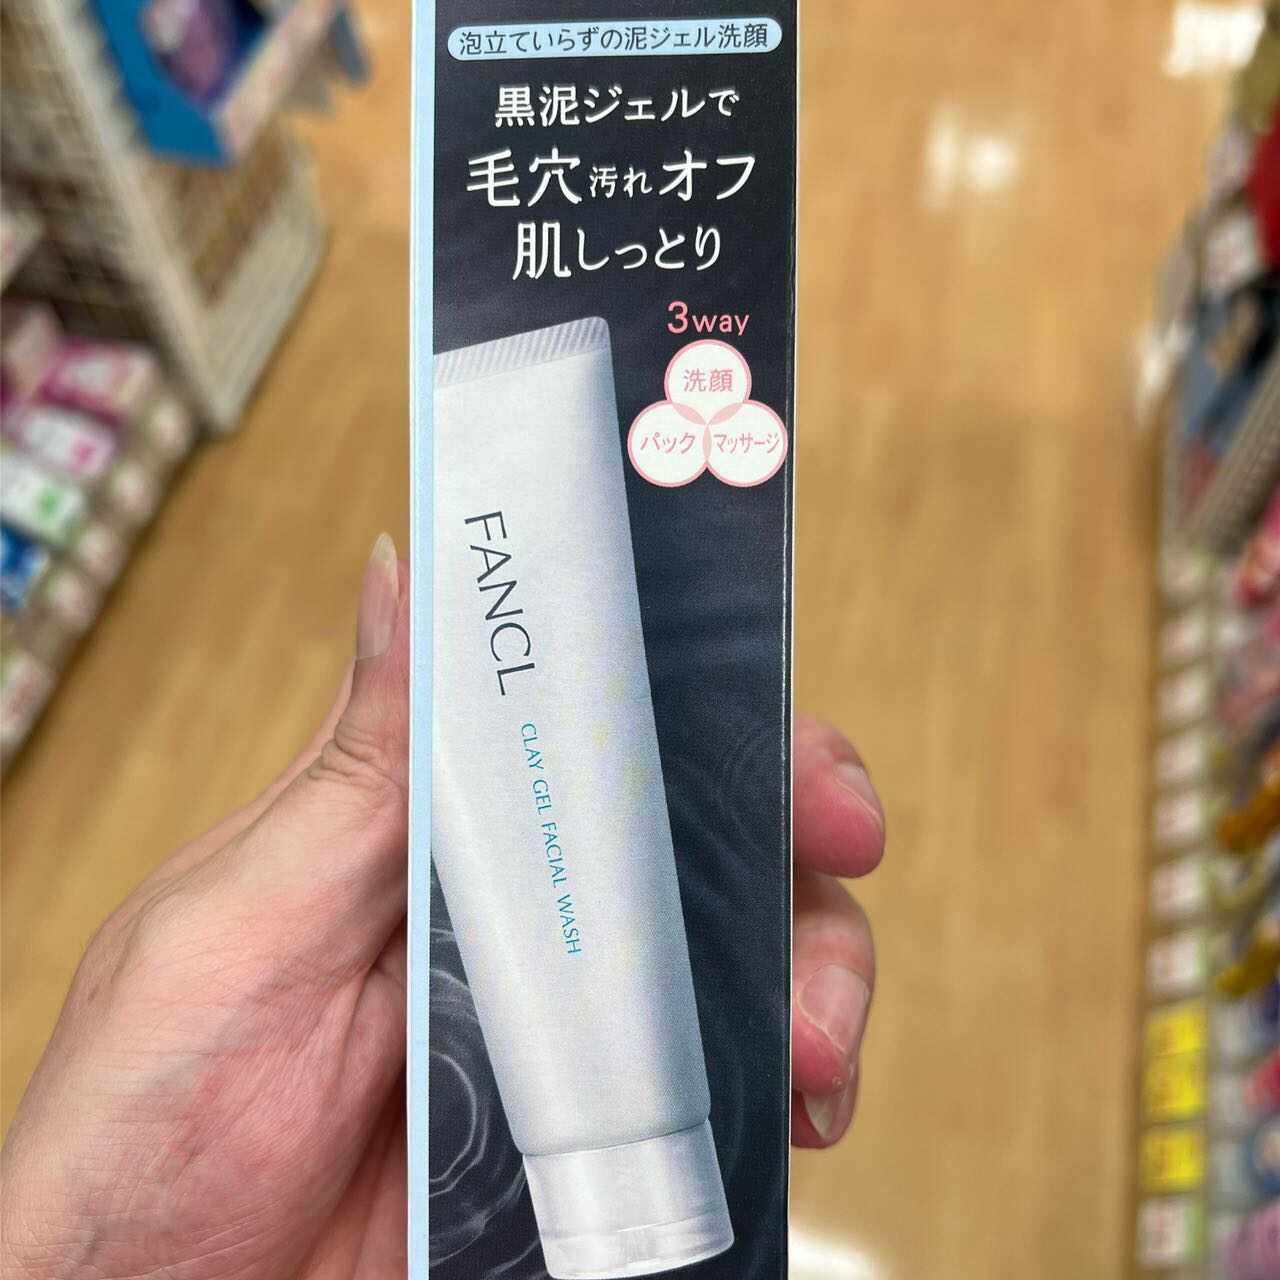 泡立ていらずの泥ジェル洗顔
黒泥ジェルで
毛穴汚れオフ
肌しっとり
3way
洗顔
パック
マッサージ
FANCL
CLAY GEL FACIAL WASH